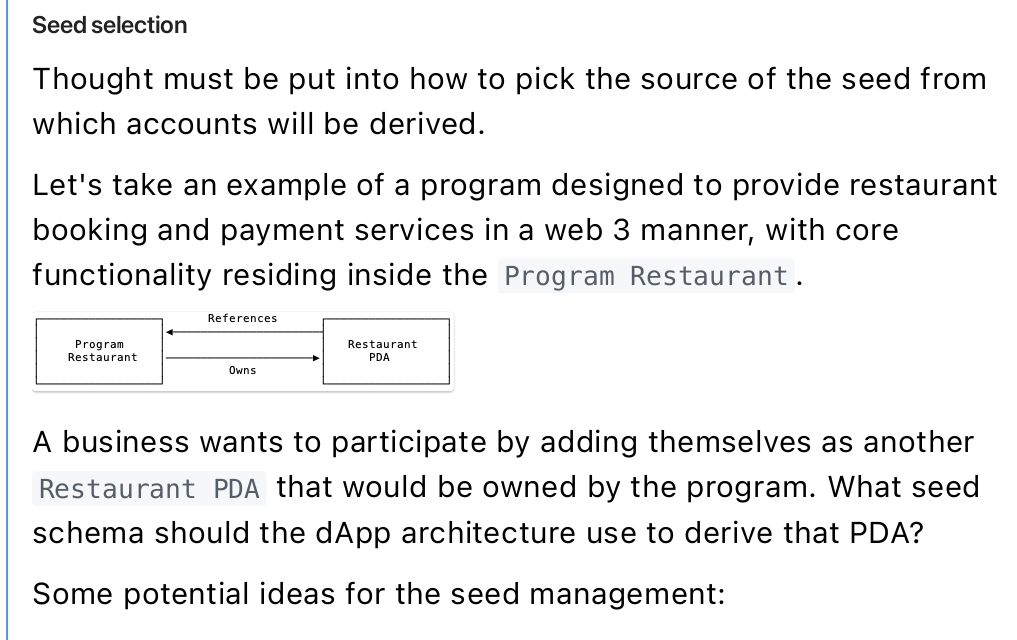 Seed selection
Thought must be put into how to pick the source of the seed from
which accounts will be derived.
Let's take an example of a program designed to provide restaurant
booking and payment services in a web 3 manner, with core
functionality residing inside the Program Restaurant.
References
Program
Restaurant
Restaurant
PDA
Owns
A business wants to participate by adding themselves as another
Restaurant PDA that would be owned by the program. What seed
schema should the dApp architecture use to derive that PDA?
Some potential ideas for the seed management: